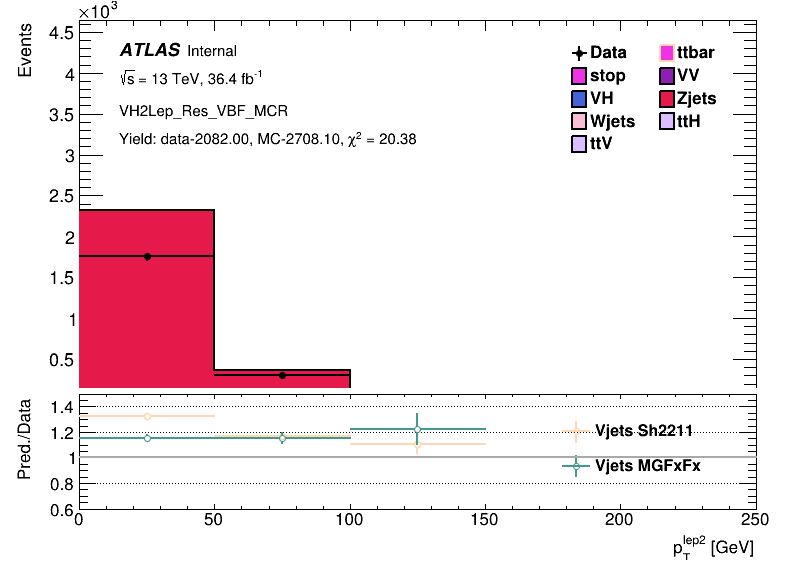 ×10³
Events
4.5
4
3.5
3
2.5
2
1.5
1
0.5
ATLAS Internal
√s = 13 TeV, 36.4 fb⁻¹
VH2Lep_Res_VBF_MCR
Yield: data-2082.00, MC-2708.10, χ² = 20.38
Data ttbar
stop VV
VH Zjets
Wjets ttH
ttV
Pred./Data
1.4
1.2
1
0.8
0.6
Vjets Sh2211
Vjets MGFxFx
0 50 100 150 200 250
p_T^lep2 [GeV]